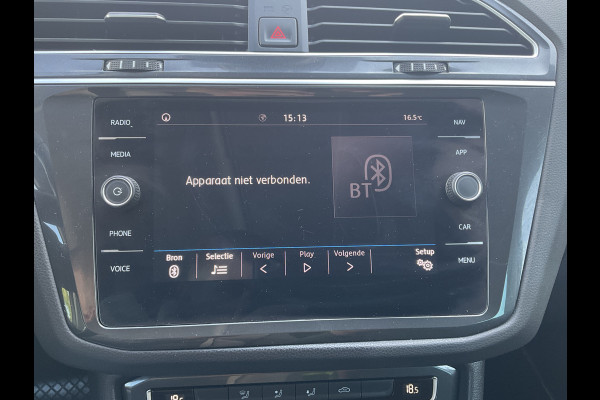 15:13
16.5°C
RADIO
NAV
MEDIA
APP
Apparaat niet verbonden.
BT
PHONE
CAR
VOICE
MENU
Bron
Selectie
Vorige
Play
Volgende
Setup
18.5